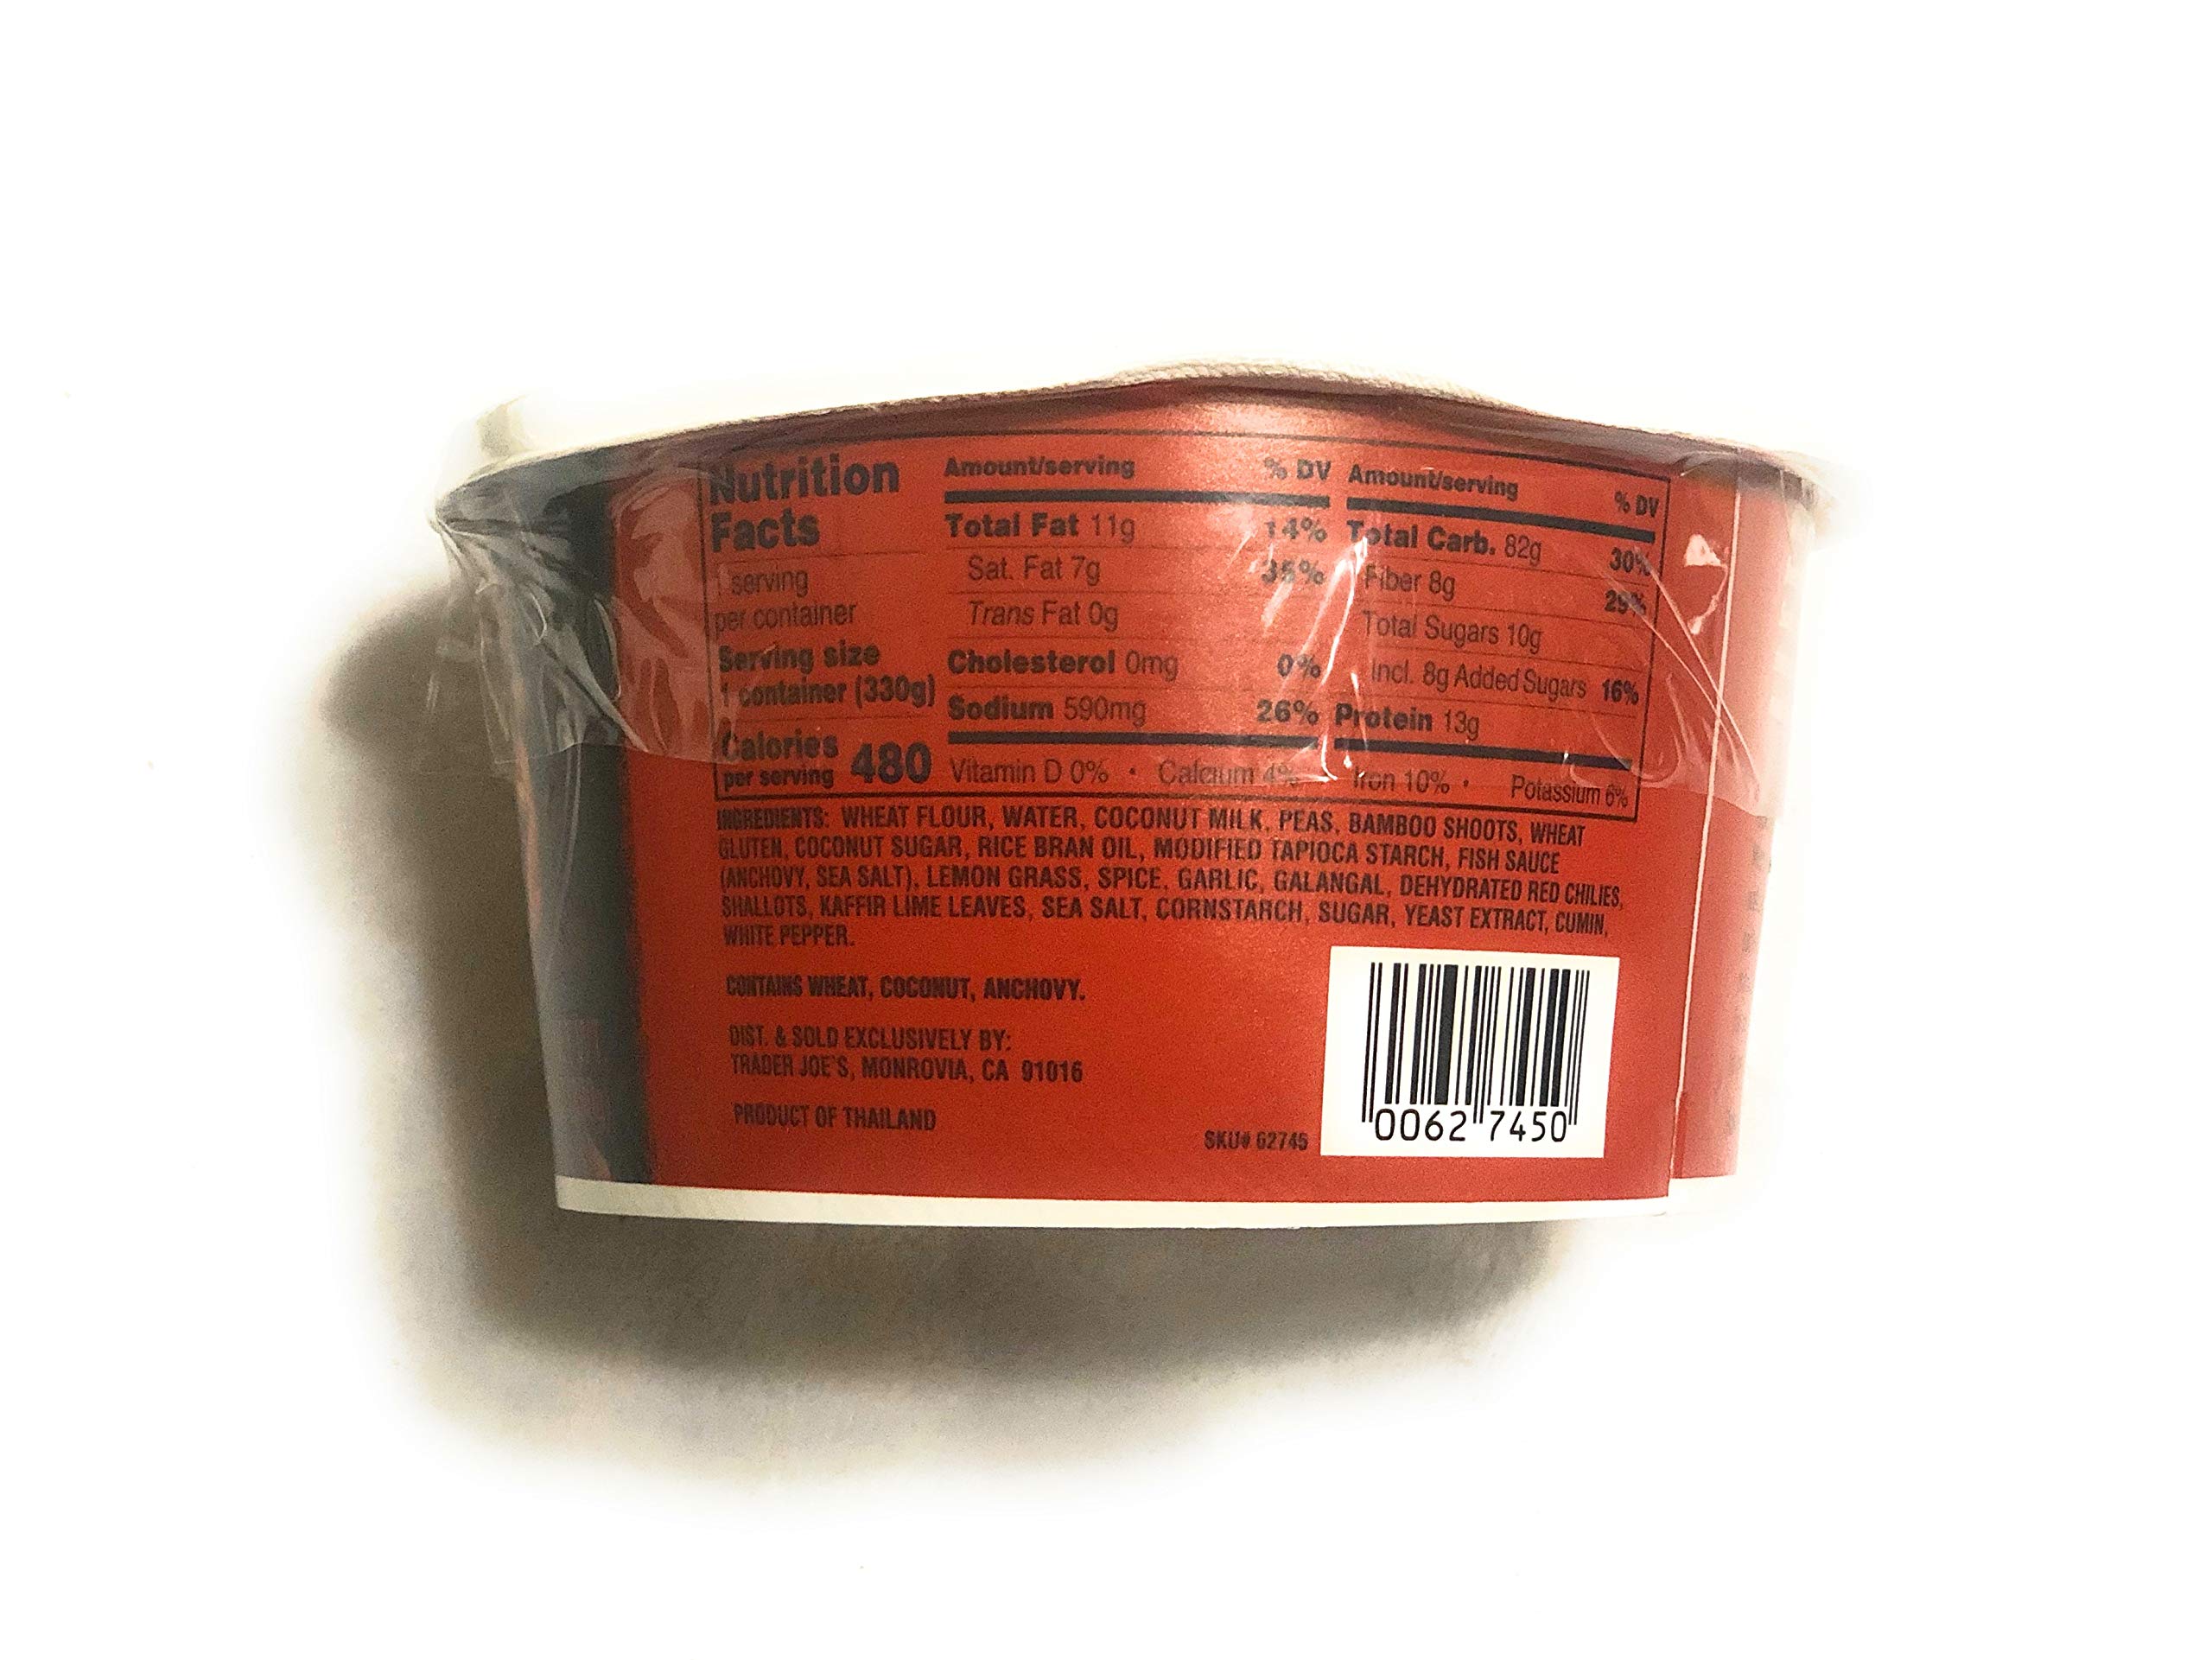 Nutrition
Facts
1 serving
per container
Serving size
1 container (330g)
Calories
per serving 480
Amount/serving % DV
Total Fat 11g 14%
Sat. Fat 7g 35%
Trans Fat 0g
Cholesterol 0mg 0%
Sodium 590mg 26%
Amount/serving % DV
Total Carb. 82g 30%
Fiber 8g 29%
Total Sugars 10g
Incl. 8g Added Sugars 16%
Protein 13g
Vitamin D 0% • Calcium 4% Iron 10% • Potassium 6%
INGREDIENTS: WHEAT FLOUR, WATER, COCONUT MILK, PEAS, BAMBOO SHOOTS, WHEAT
GLUTEN, COCONUT SUGAR, RICE BRAN OIL, MODIFIED TAPIOCA STARCH, FISH SAUCE
(ANCHOVY, SEA SALT), LEMON GRASS, SPICE, GARLIC, GALANGAL, DEHYDRATED RED CHILIES,
SHALLOTS, KAFFIR LIME LEAVES, SEA SALT, CORNSTARCH, SUGAR, YEAST EXTRACT, CUMIN,
WHITE PEPPER.
CONTAINS WHEAT, COCONUT, ANCHOVY.
DIST. & SOLD EXCLUSIVELY BY:
TRADER JOE'S, MONROVIA, CA 91016
PRODUCT OF THAILAND
SKU# 62745
0062 7450